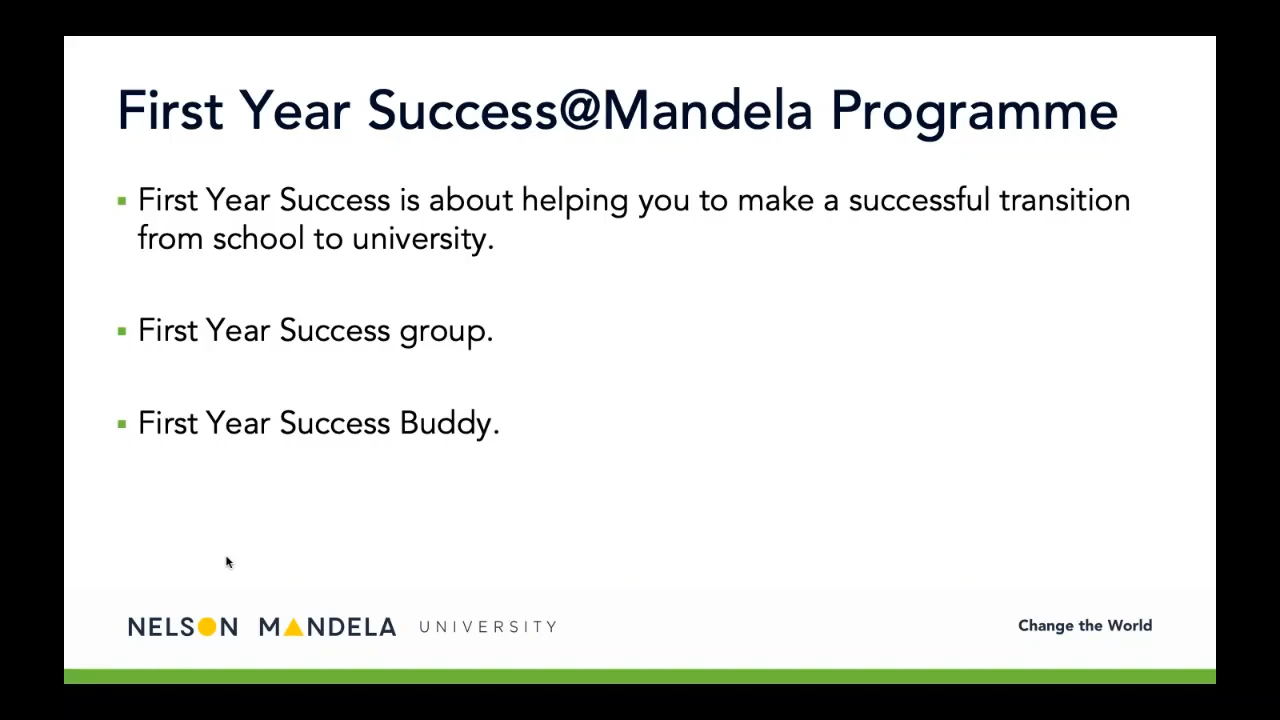 First Year Success@Mandela Programme
▪ First Year Success is about helping you to make a successful transition
from school to university.
▪ First Year Success group.
▪ First Year Success Buddy.
NELSON MANDELA UNIVERSITY
Change the World